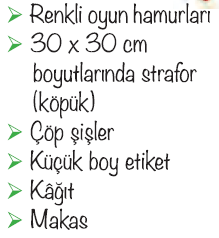 Renkli oyun hamurları
30 x 30 cm
boyutlarında strafor
(köpük)
Çöp şişler
Küçük boy etiket
Kâğıt
Makas